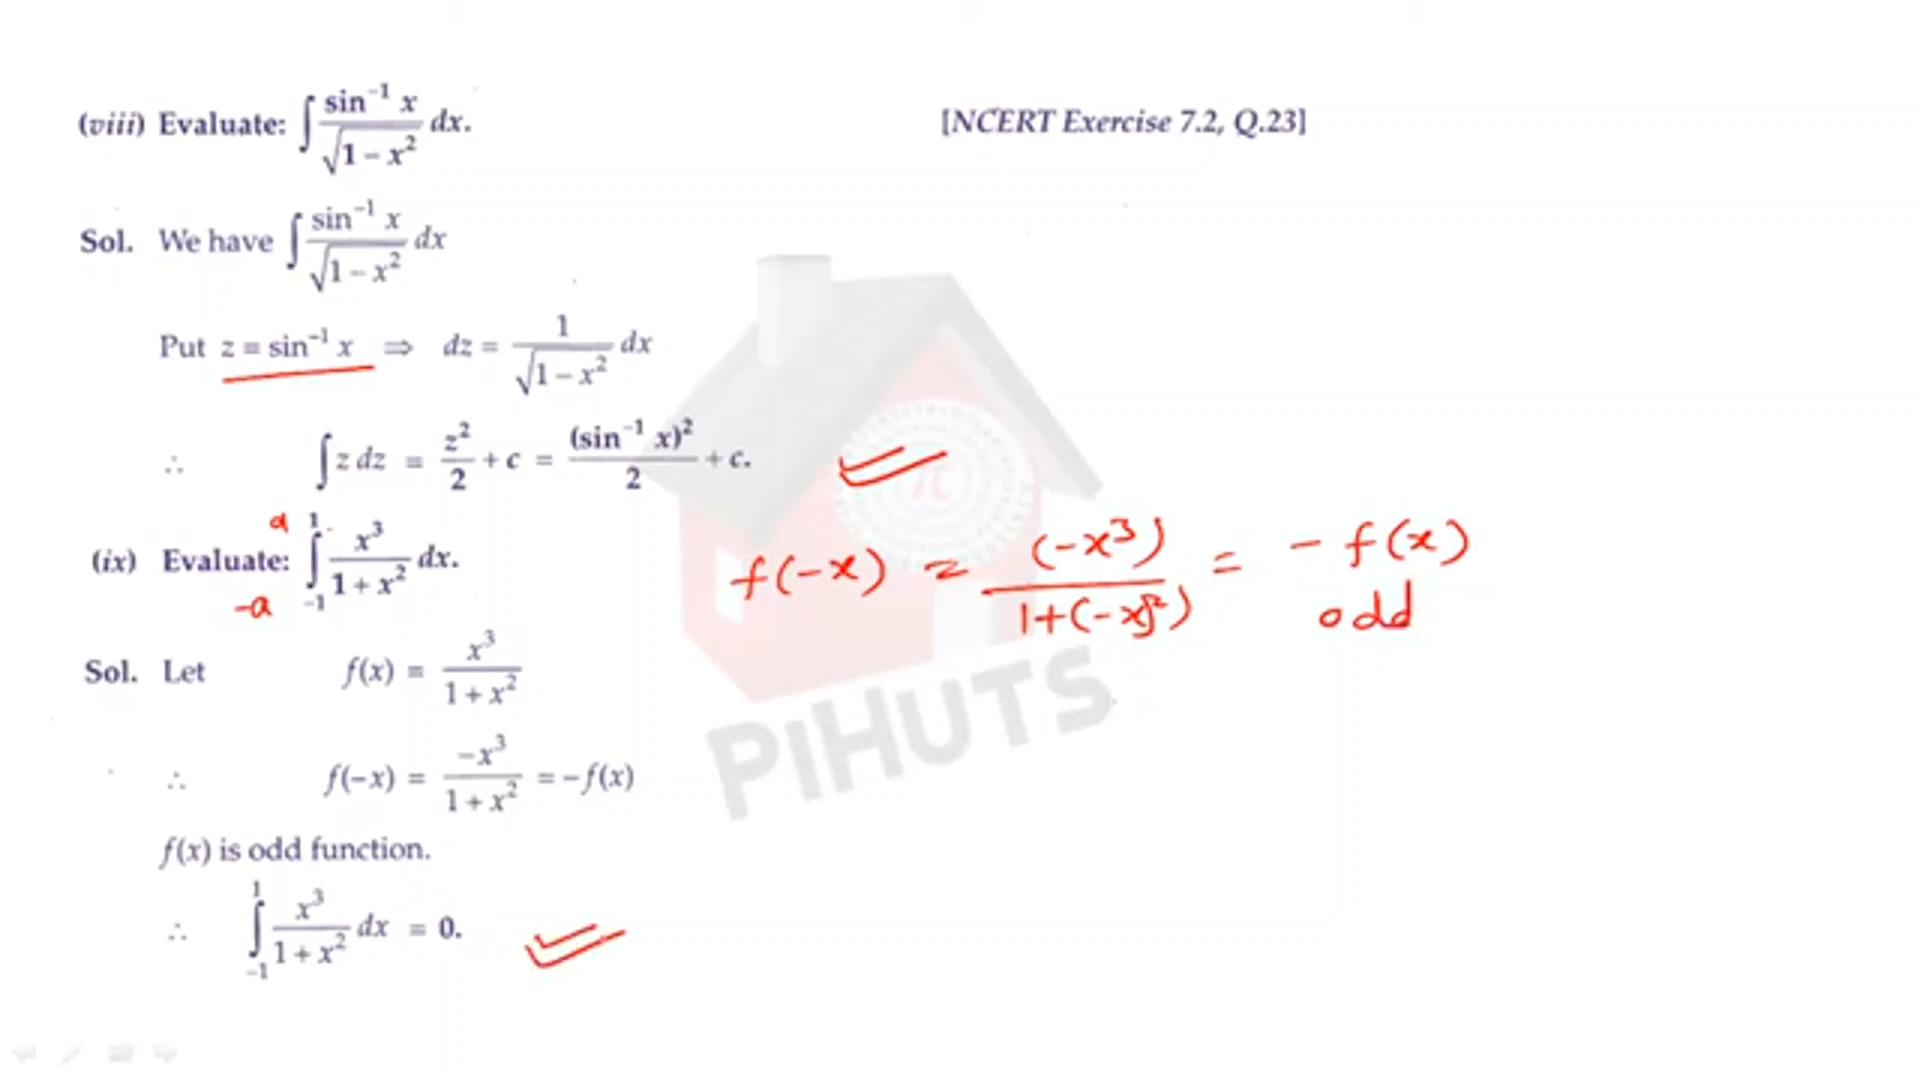 (viii) Evaluate: ∫ sin⁻¹ x / √(1 – x²) dx. [NCERT Exercise 7.2, Q.23]
Sol. We have ∫ sin⁻¹ x / √(1 – x²) dx
Put z = sin⁻¹ x ⇒ dz = 1 / √(1 – x²) dx
∴ ∫ z dz = z²/2 + c = (sin⁻¹ x)²/2 + c.
a
(ix) Evaluate: ∫₋₁¹ x³ / (1 + x²) dx.
-a
f(-x) = (-x³) / 1+(-x)²) = - f(x)
odd
Sol. Let f(x) = x³ / (1 + x²)
∴ f(–x) = –x³ / (1 + x²) = – f(x)
f(x) is odd function.
∴ ∫₋₁¹ x³ / (1 + x²) dx = 0.
π
PiHUTS